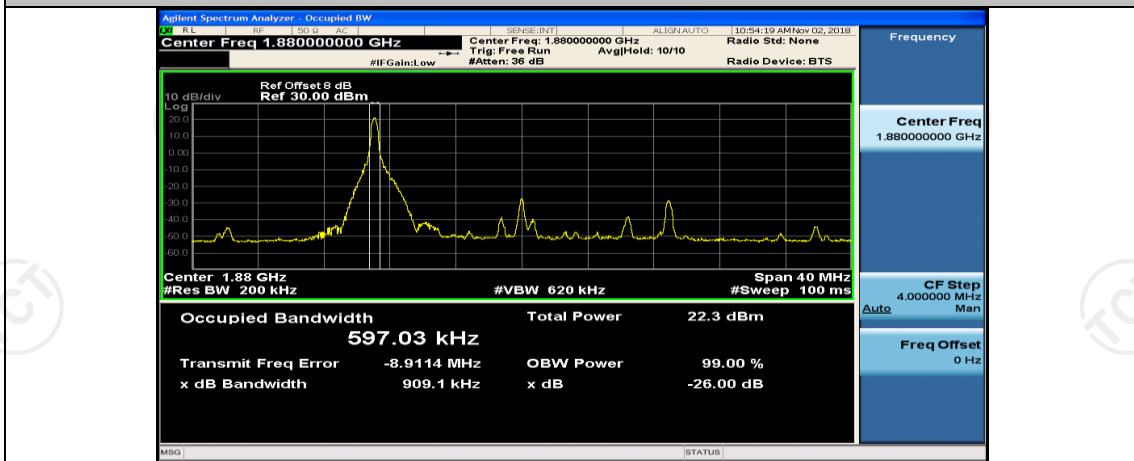 Agilent Spectrum Analyzer - Occupied BW
LXI RL RF 50 Ω AC SENSE:INT ALIGN AUTO 10:54:19 AM Nov 02, 2018
Center Freq 1.880000000 GHz Center Freq: 1.880000000 GHz Radio Std: None Frequency
Trig: Free Run Avg|Hold: 10/10
#IFGain:Low #Atten: 36 dB Radio Device: BTS
Ref Offset 8 dB
10 dB/div Ref 30.00 dBm
Log
20.0
10.0
0.00
-10.0
-20.0
-30.0
-40.0
-50.0
-60.0
Center 1.88 GHz Span 40 MHz
#Res BW 200 kHz #VBW 620 kHz #Sweep 100 ms
Occupied Bandwidth Total Power 22.3 dBm
597.03 kHz
Transmit Freq Error -8.9114 MHz OBW Power 99.00 %
x dB Bandwidth 909.1 kHz x dB -26.00 dB
Center Freq
1.880000000 GHz
CF Step
4.000000 MHz
Auto Man
Freq Offset
0 Hz
MSG STATUS
TCT
TCT